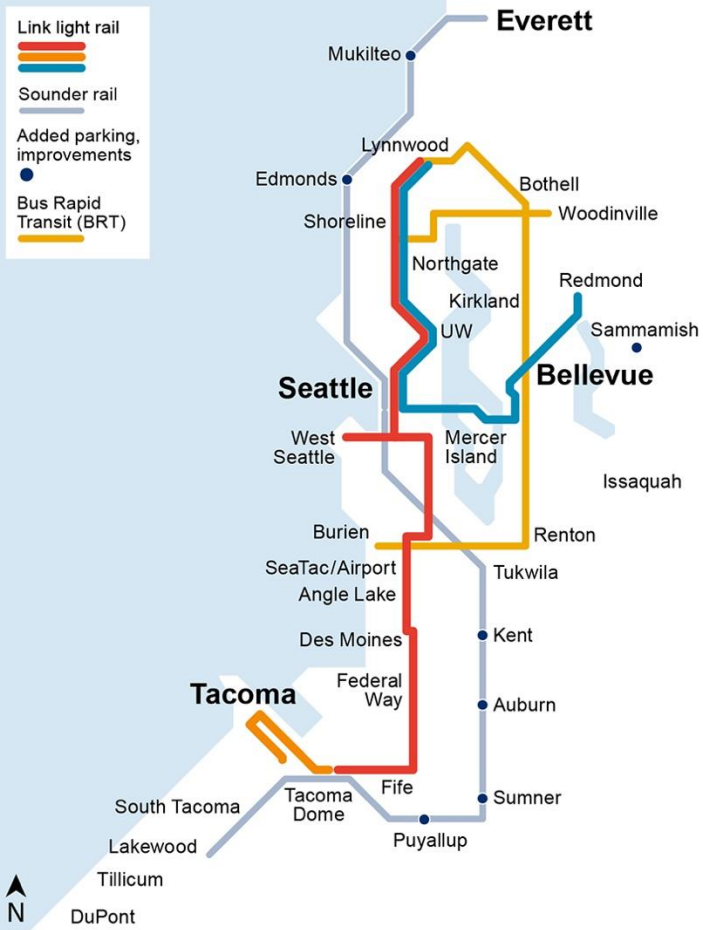 Link light rail
Sounder rail
Added parking,
improvements
Bus Rapid
Transit (BRT)
Everett
Mukilteo
Lynnwood
Edmonds
Bothell
Shoreline
Woodinville
Northgate
Redmond
Kirkland
UW
Sammamish
Seattle
Bellevue
West
Seattle
Mercer
Island
Issaquah
Burien
Renton
SeaTac/Airport
Tukwila
Angle Lake
Des Moines
Kent
Federal
Way
Tacoma
Auburn
Fife
Tacoma
Dome
Sumner
South Tacoma
Puyallup
Lakewood
Tillicum
DuPont
N